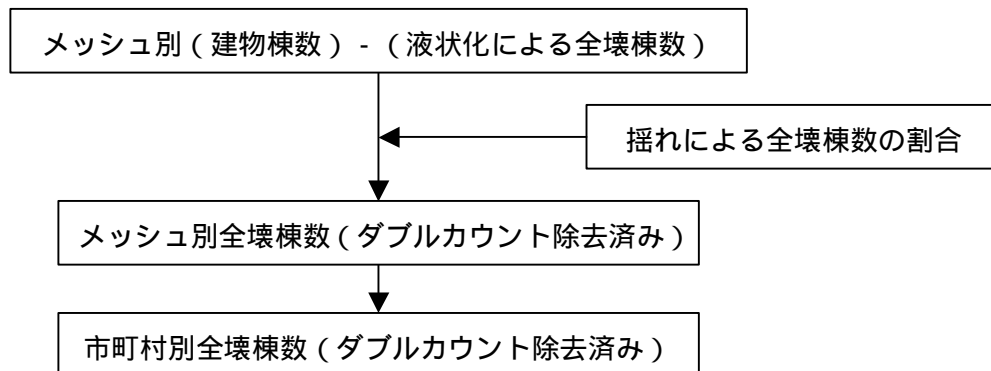 メッシュ別（建物棟数）-（液状化による全壊棟数）
揺れによる全壊棟数の割合
メッシュ別全壊棟数（ダブルカウント除去済み）
市町村別全壊棟数（ダブルカウント除去済み）